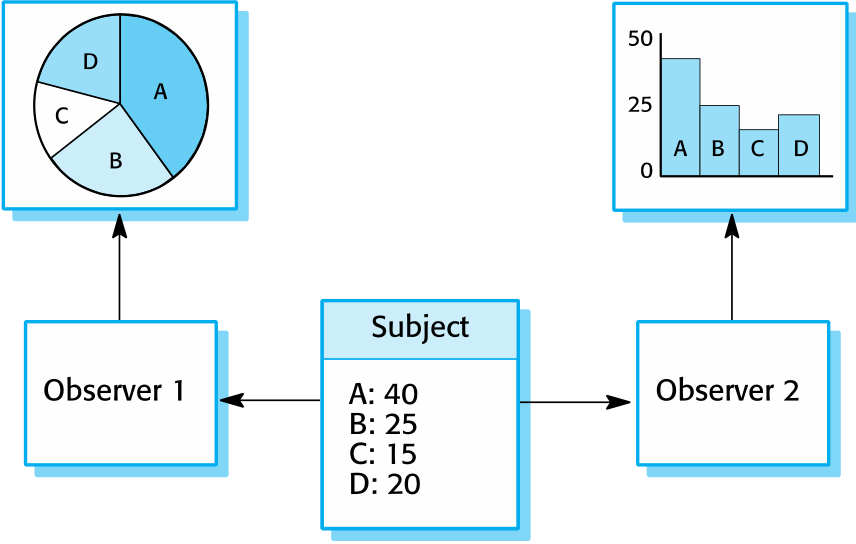 D
A
C
B
50
25
0
A B C D
Subject
Observer 1
A: 40
B: 25
C: 15
D: 20
Observer 2